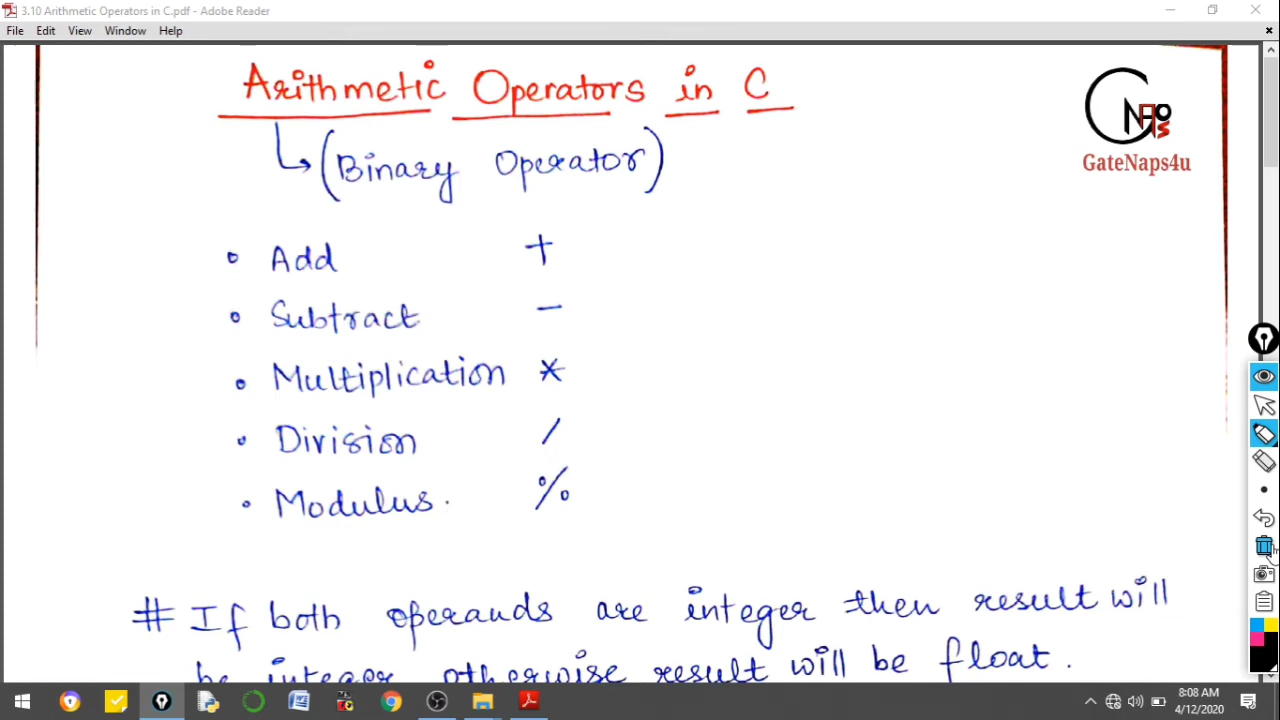 3.10 Arithmetic Operators in C.pdf - Adobe Reader
File Edit View Window Help
Arithmetic Operators in C
(Binary Operator)
GateNaps4u
• Add +
• Subtract -
• Multiplication *
• Division /
• Modulus. %
# If both operands are integer then result will
be integer otherwise result will be float.
8:08 AM
4/12/2020